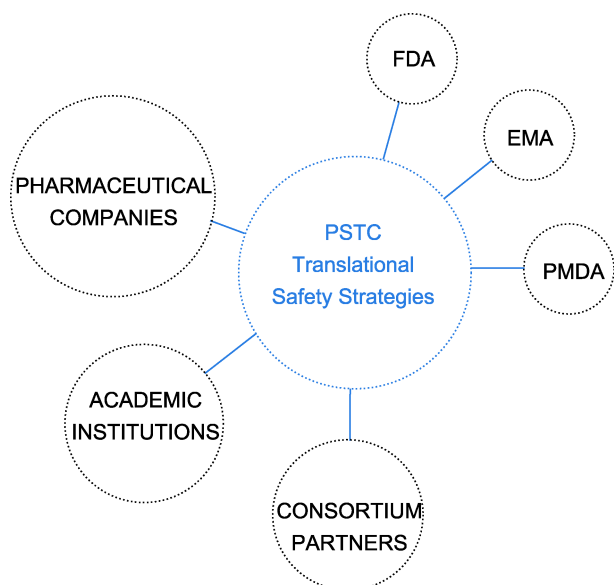 FDA
EMA
PHARMACEUTICAL
COMPANIES
PSTC
Translational
Safety Strategies
PMDA
ACADEMIC
INSTITUTIONS
CONSORTIUM
PARTNERS